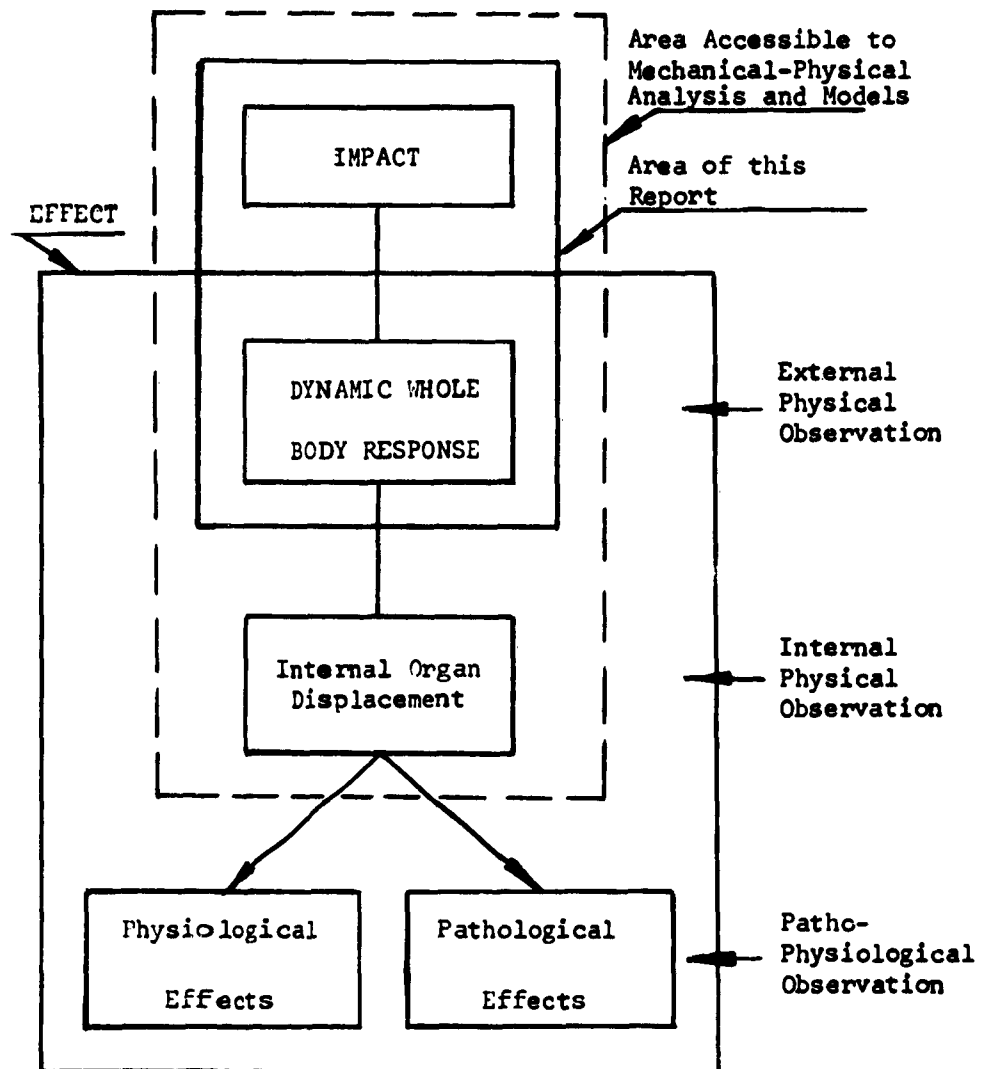 Area Accessible to
Mechanical-Physical
Analysis and Models
IMPACT
Area of this
Report
EFFECT
DYNAMIC WHOLE
BODY RESPONSE
External
Physical
Observation
Internal Organ
Displacement
Internal
Physical
Observation
Physiological
Effects
Pathological
Effects
Patho-
Physiological
Observation